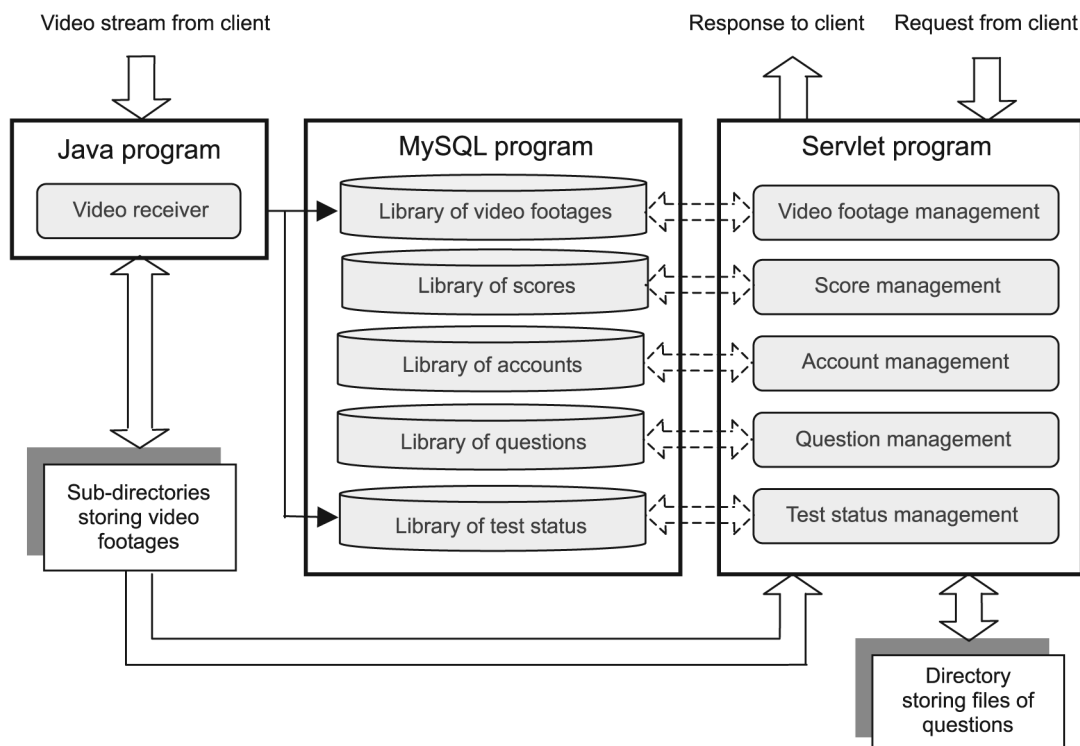 Video stream from client
Response to client
Request from client
Java program
Video receiver
MySQL program
Library of video footages
Library of scores
Library of accounts
Library of questions
Library of test status
Servlet program
Video footage management
Score management
Account management
Question management
Test status management
Sub-directories
storing video
footages
Directory
storing files of
questions